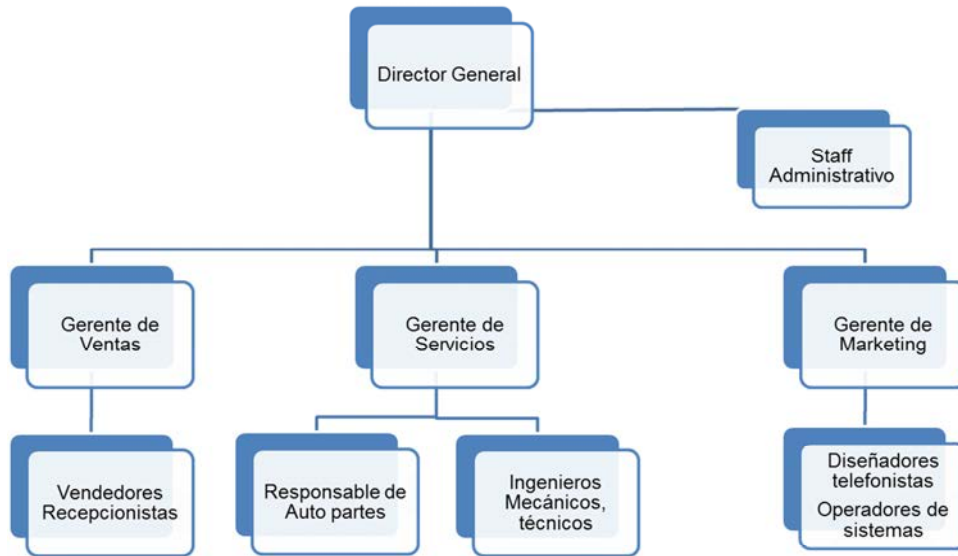 Director General
Staff
Administrativo
Gerente de
Ventas
Gerente de
Servicios
Gerente de
Marketing
Vendedores
Recepcionistas
Responsable de
Auto partes
Ingenieros
Mecánicos,
técnicos
Diseñadores
telefonistas
Operadores de
sistemas